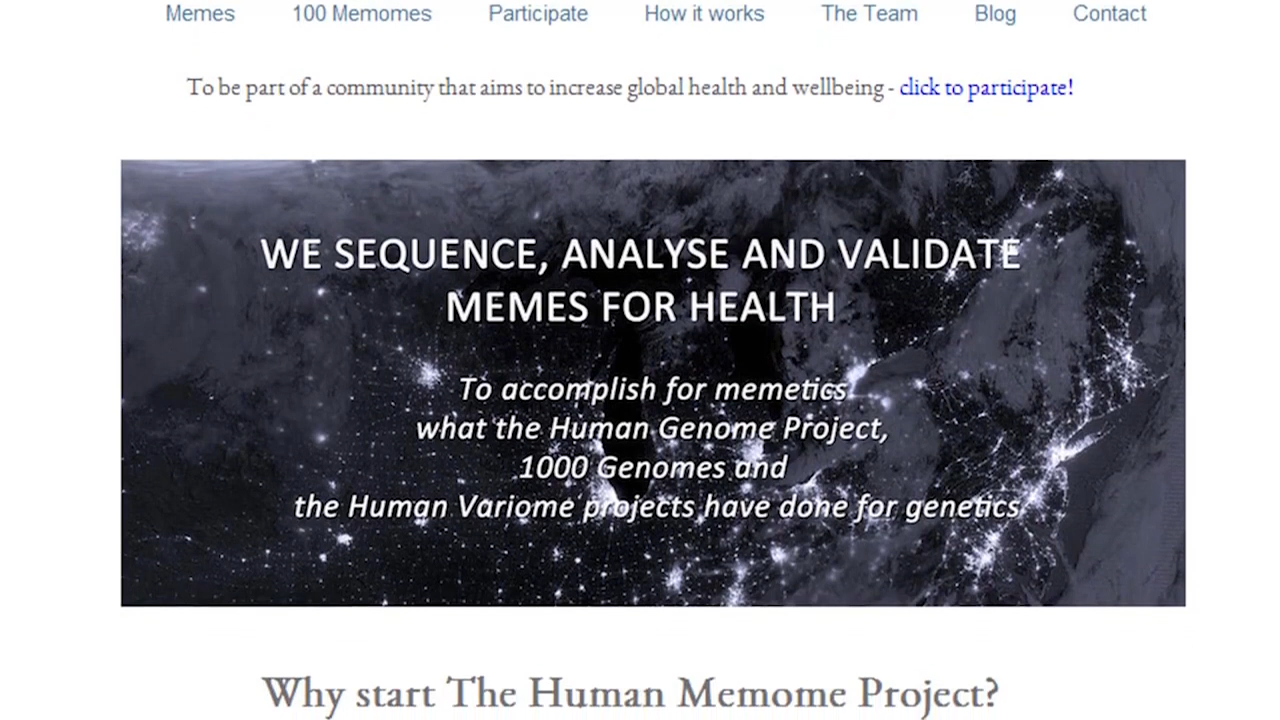 Memes 100 Memomes Participate How it works The Team Blog Contact
To be part of a community that aims to increase global health and wellbeing - click to participate!
WE SEQUENCE, ANALYSE AND VALIDATE
MEMES FOR HEALTH
To accomplish for memetics
what the Human Genome Project,
1000 Genomes and
the Human Variome projects have done for genetics
Why start The Human Memome Project?